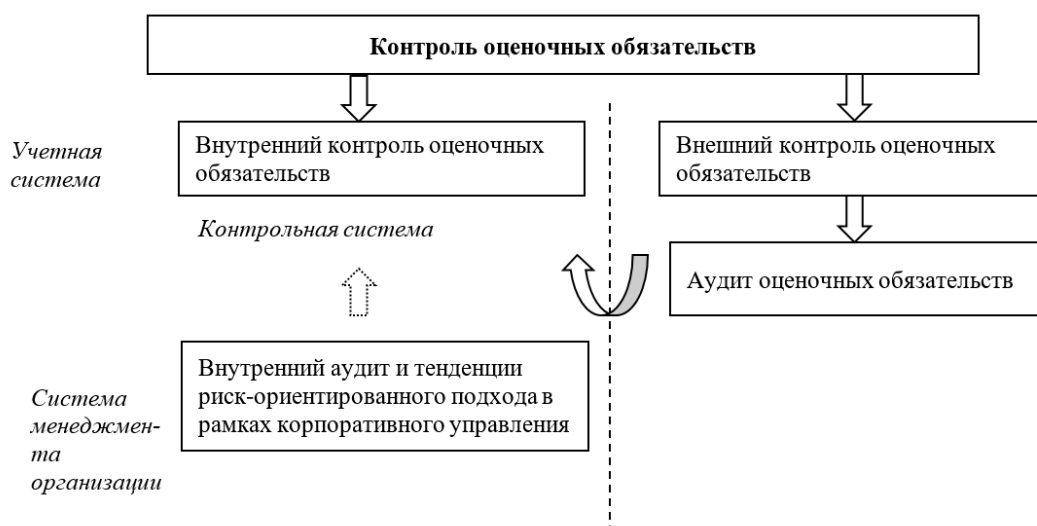 Контроль оценочных обязательств
Учетная
система
Внутренний контроль оценочных
обязательств
Внешний контроль оценочных
обязательств
Контрольная система
Аудит оценочных обязательств
Система
менеджмен-
та
организации
Внутренний аудит и тенденции
риск-ориентированного подхода в
рамках корпоративного управления